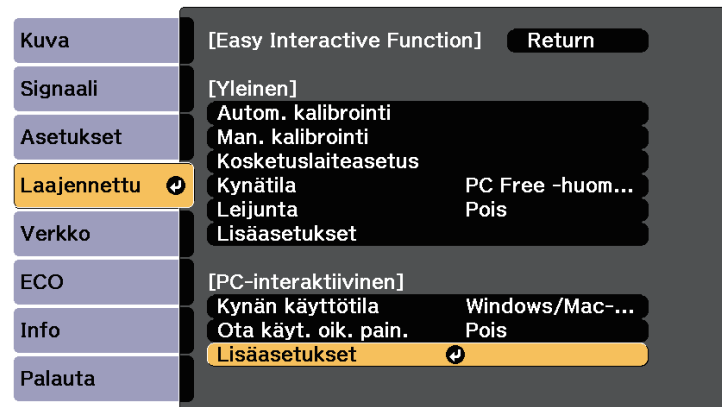 Kuva
Signaali
Asetukset
Laajennettu
Verkko
ECO
Info
Palauta
[Easy Interactive Function] Return
[Yleinen]
Autom. kalibrointi
Man. kalibrointi
Kosketuslaiteasetus
Kynätila PC Free -huom...
Leijunta Pois
Lisäasetukset
[PC-interaktiivinen]
Kynän käyttötila Windows/Mac-...
Ota käyt. oik. pain. Pois
Lisäasetukset